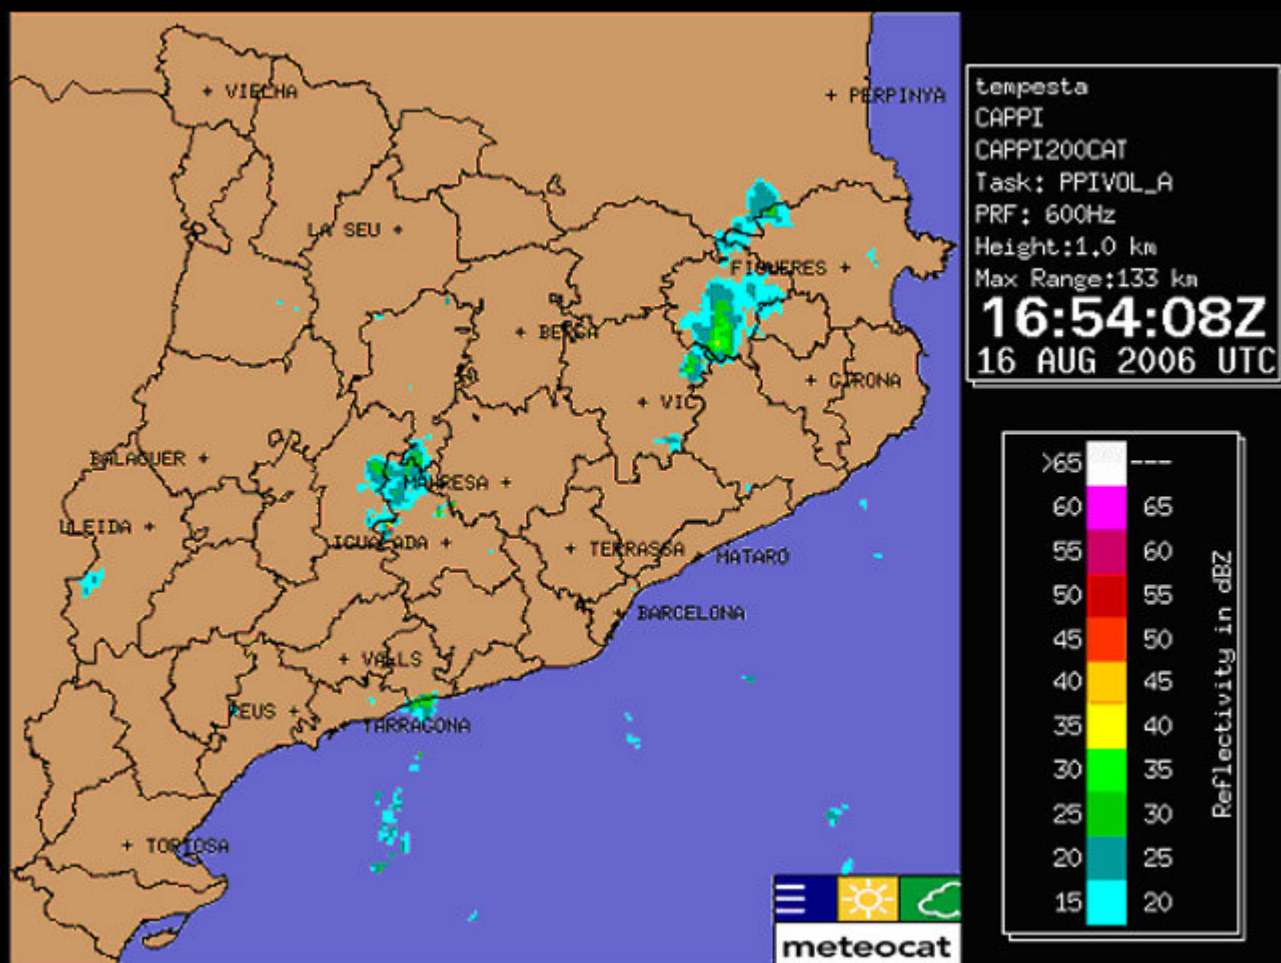 VIELHA
PERPINYA
LA SEU
FIGUERES
BERGA
GIRONA
VIC
BALAGUER
MANRESA
LLEIDA
IGUALADA
TERRASSA
MATARO
BARCELONA
VALLS
REUS
TARRAGONA
TORTOSA
meteocat
tempesta
CAPPI
CAPPI200CAT
Task: PPIVOL_A
PRF: 600Hz
Height:1.0 km
Max Range:133 km
16:54:08Z
16 AUG 2006 UTC
>65 ---
60 65
55 60
50 55
45 50
40 45
35 40
30 35
25 30
20 25
15 20
Reflectivity in dBZ